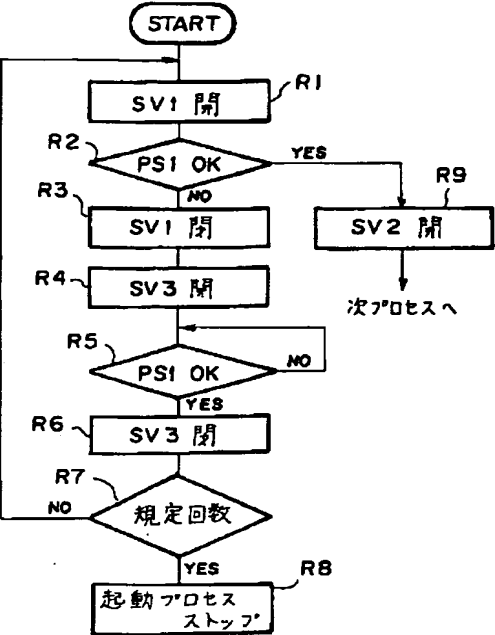 START
R1
SV1 開
R2
PS1 OK
YES
NO
R9
SV2 開
次プロセスへ
R3
SV1 閉
R4
SV3 開
R5
PS1 OK
NO
YES
R6
SV3 閉
R7
規定回数
NO
YES
R8
起動プロセス
ストップ